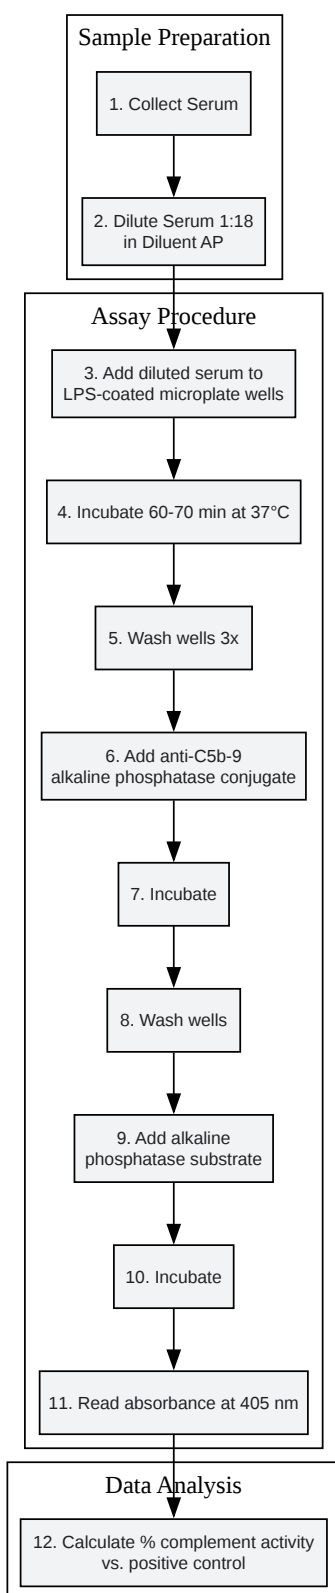 Sample Preparation
1. Collect Serum
2. Dilute Serum 1:18
in Diluent AP
Assay Procedure
3. Add diluted serum to
LPS-coated microplate wells
4. Incubate 60-70 min at 37°C
5. Wash wells 3x
6. Add anti-C5b-9
alkaline phosphatase conjugate
7. Incubate
8. Wash wells
9. Add alkaline
phosphatase substrate
10. Incubate
11. Read absorbance at 405 nm
Data Analysis
12. Calculate % complement activity
vs. positive control